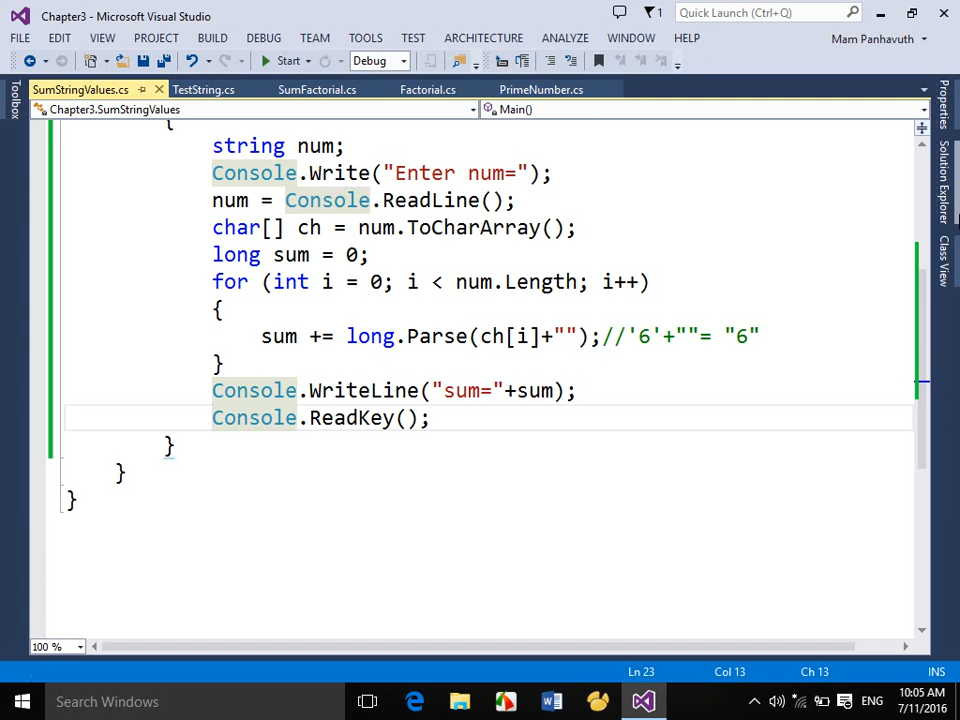 Chapter3 - Microsoft Visual Studio
1
Quick Launch (Ctrl+Q)
FILE EDIT VIEW PROJECT BUILD DEBUG TEAM TOOLS TEST ARCHITECTURE ANALYZE WINDOW HELP
Mam Panhavuth
Start Debug
SumStringValues.cs TestString.cs SumFactorial.cs Factorial.cs PrimeNumber.cs
Chapter3.SumStringValues Main()
Toolbox
Properties
Solution Explorer
Class View
{
string num;
Console.Write("Enter num=");
num = Console.ReadLine();
char[] ch = num.ToCharArray();
long sum = 0;
for (int i = 0; i < num.Length; i++)
{
sum += long.Parse(ch[i]+"");//'6'+""= "6"
}
Console.WriteLine("sum="+sum);
Console.ReadKey();
}
}
}
100 %
Ln 23 Col 13 Ch 13 INS
Search Windows
ENG
10:05 AM
7/11/2016